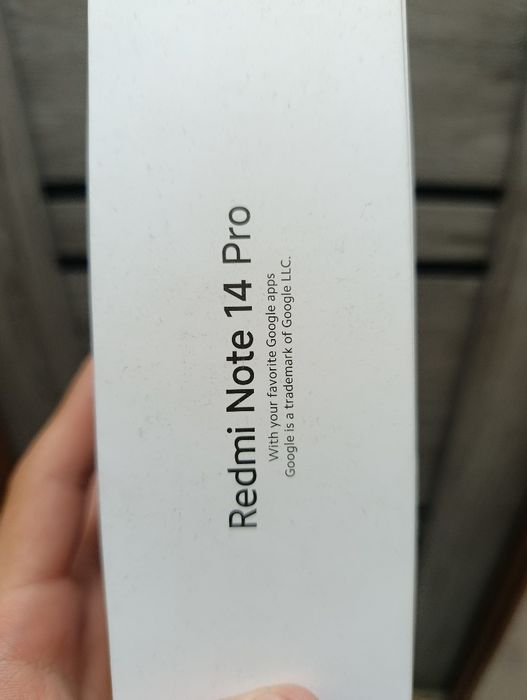 Redmi Note 14 Pro
With your favorite Google apps
Google is a trademark of Google LLC.